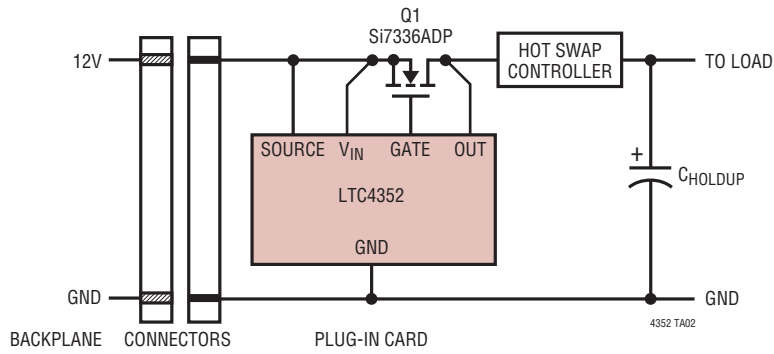 Q1
Si7336ADP
12V
HOT SWAP
CONTROLLER
TO LOAD
SOURCE VIN GATE OUT
LTC4352
GND
+
CHOLDUP
GND
GND
4352 TA02
BACKPLANE CONNECTORS PLUG-IN CARD